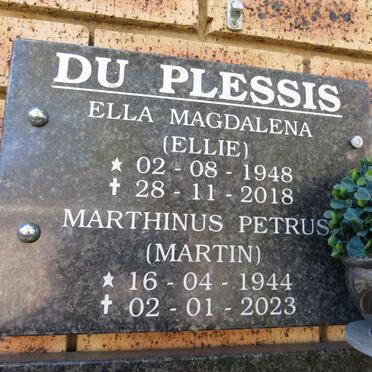 DU PLESSIS
ELLA MAGDALENA
(ELLIE)
★ 02 - 08 - 1948
✝ 28 - 11 - 2018
MARTHINUS PETRUS
(MARTIN)
★ 16 - 04 - 1944
✝ 02 - 01 - 2023